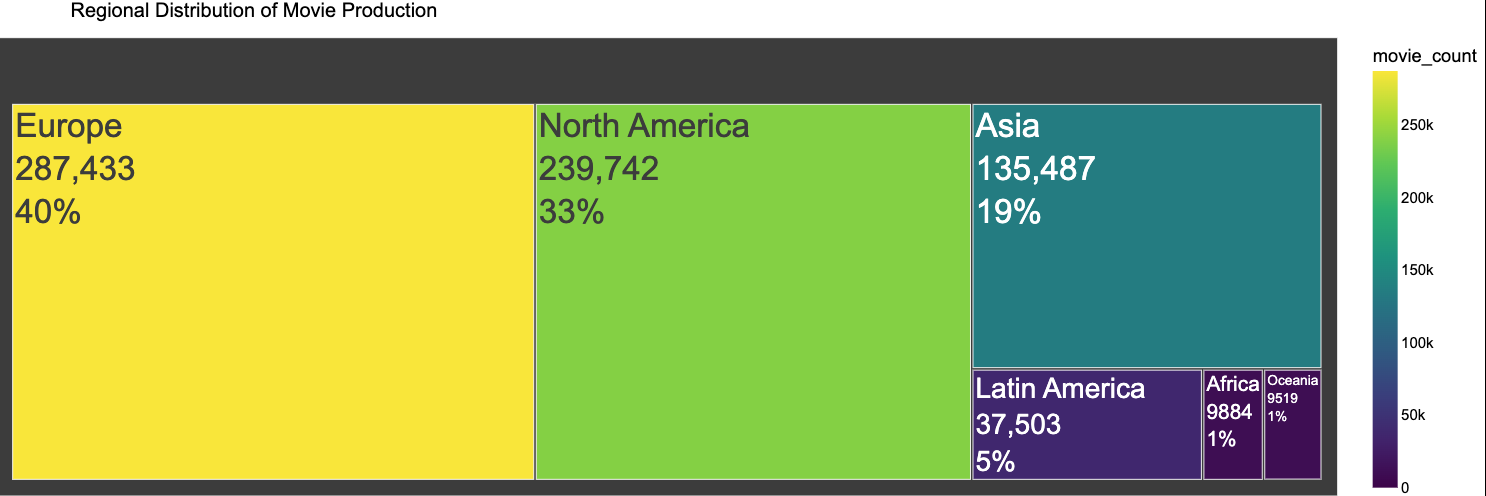 Regional Distribution of Movie Production
Europe
287,433
40%
North America
239,742
33%
Asia
135,487
19%
Latin America
37,503
5%
Africa
9884
1%
Oceania
9519
1%
movie_count
250k
200k
150k
100k
50k
0